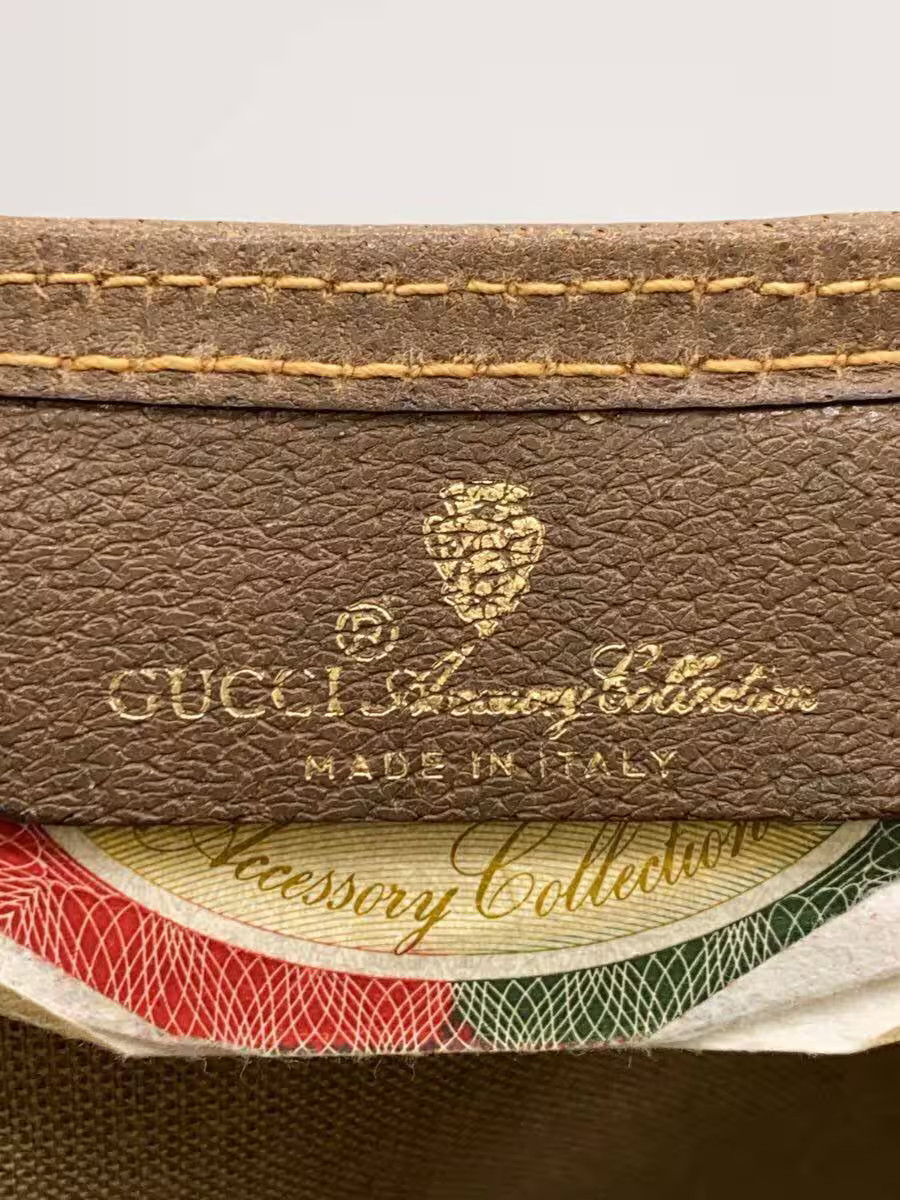 ®
GUCCI Accessory Collection
MADE IN ITALY
Accessory Collection